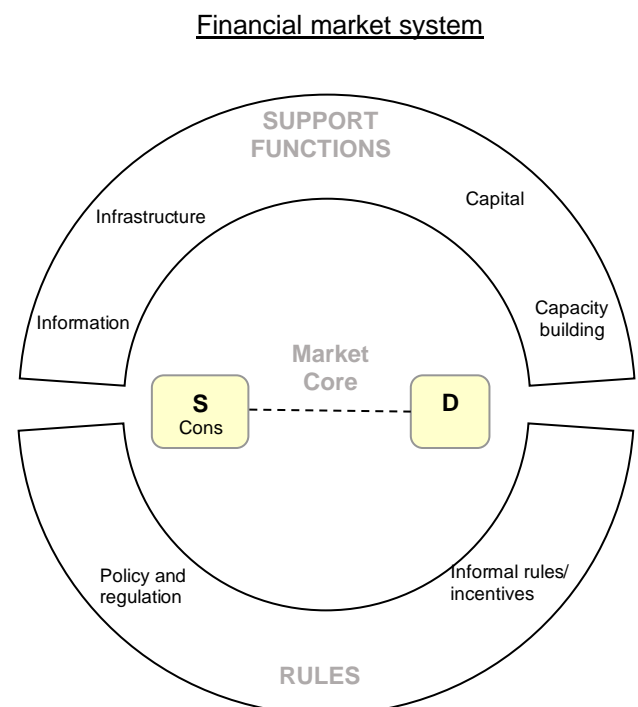 Financial market system
SUPPORT
FUNCTIONS
Capital
Infrastructure
Information
Capacity
building
Market
Core
S
Cons
D
Policy and
regulation
Informal rules/
incentives
RULES